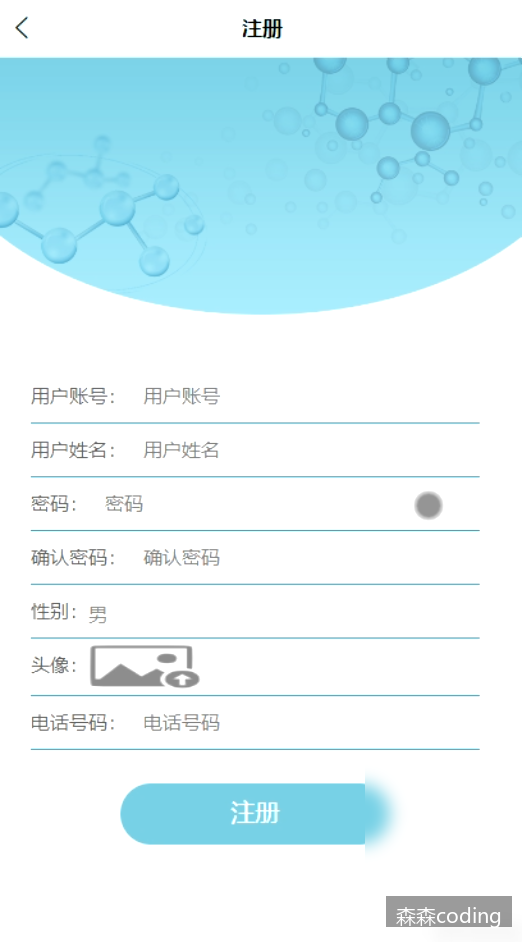 注册
用户账号： 用户账号
用户姓名： 用户姓名
密码： 密码
确认密码： 确认密码
性别： 男
头像：
电话号码： 电话号码
注册
森森coding